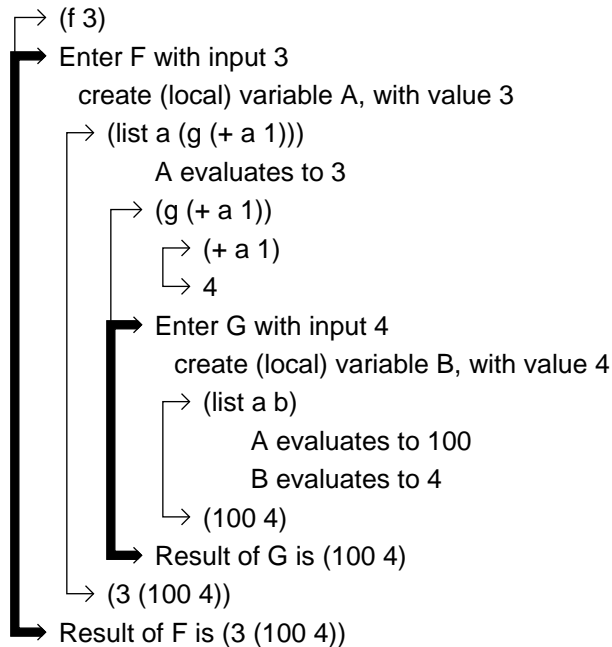 (f 3)
Enter F with input 3
create (local) variable A, with value 3
(list a (g (+ a 1)))
A evaluates to 3
(g (+ a 1))
(+ a 1)
4
Enter G with input 4
create (local) variable B, with value 4
(list a b)
A evaluates to 100
B evaluates to 4
(100 4)
Result of G is (100 4)
(3 (100 4))
Result of F is (3 (100 4))